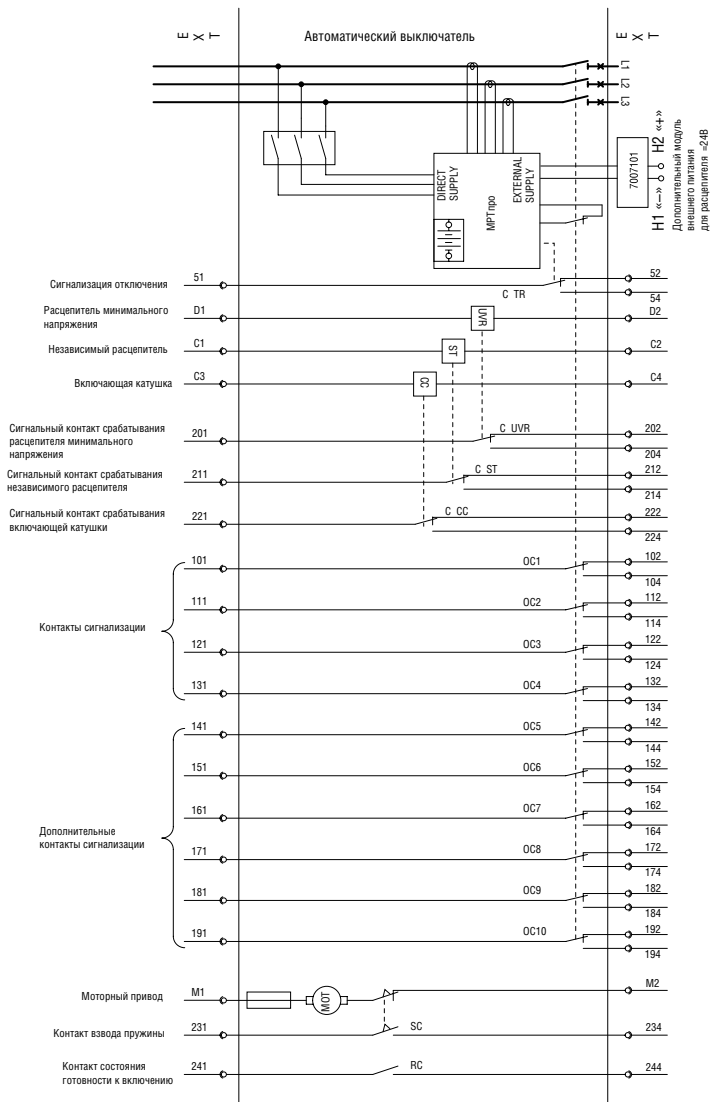 EXT
Автоматический выключатель
EXT
L1
L2
L3
DIRECT SUPPLY
МРТпро
EXTERNAL SUPPLY
7007101
H1 «–» H2 «+»
Дополнительный модуль
внешнего питания
для расцепителя =24В
Сигнализация отключения
51
C TR
52
54
Расцепитель минимального
напряжения
D1
UVR
D2
Независимый расцепитель
C1
ST
C2
Включающая катушка
C3
CC
C4
Сигнальный контакт срабатывания
расцепителя минимального
напряжения
201
C UVR
202
204
Сигнальный контакт срабатывания
независимого расцепителя
211
C ST
212
214
Сигнальный контакт срабатывания
включающей катушки
221
C CC
222
224
Контакты сигнализации
101
OC1
102
104
111
OC2
112
114
121
OC3
122
124
131
OC4
132
134
Дополнительные
контакты сигнализации
141
OC5
142
144
151
OC6
152
154
161
OC7
162
164
171
OC8
172
174
181
OC9
182
184
191
OC10
192
194
Моторный привод
M1
MOT
M2
Контакт взвода пружины
231
SC
234
Контакт состояния
готовности к включению
241
RC
244